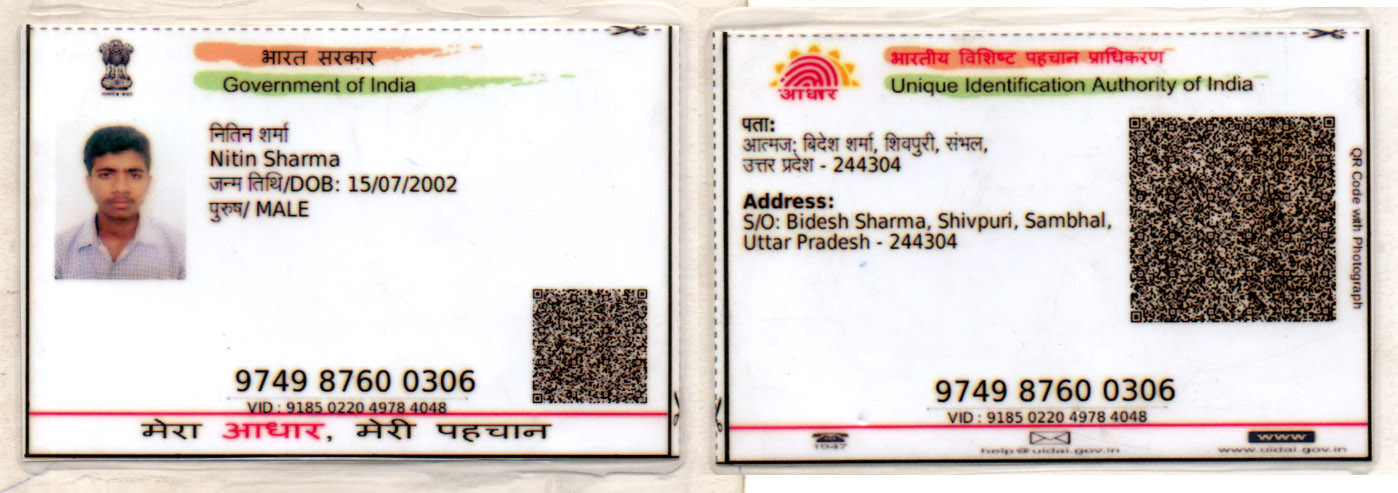 भारत सरकार
Government of India
नितिन शर्मा
Nitin Sharma
जन्म तिथि/DOB: 15/07/2002
पुरुष/ MALE
9749 8760 0306
VID : 9185 0220 4978 4048
मेरा आधार, मेरी पहचान
भारतीय विशिष्ट पहचान प्राधिकरण
Unique Identification Authority of India
आधार
पता:
आत्मज: बिदेश शर्मा, शिवपुरी, संभल,
उत्तर प्रदेश - 244304
Address:
S/O: Bidesh Sharma, Shivpuri, Sambhal,
Uttar Pradesh - 244304
QR Code with Photograph
9749 8760 0306
VID : 9185 0220 4978 4048
1947
help@uidai.gov.in
www
www.uidai.gov.in